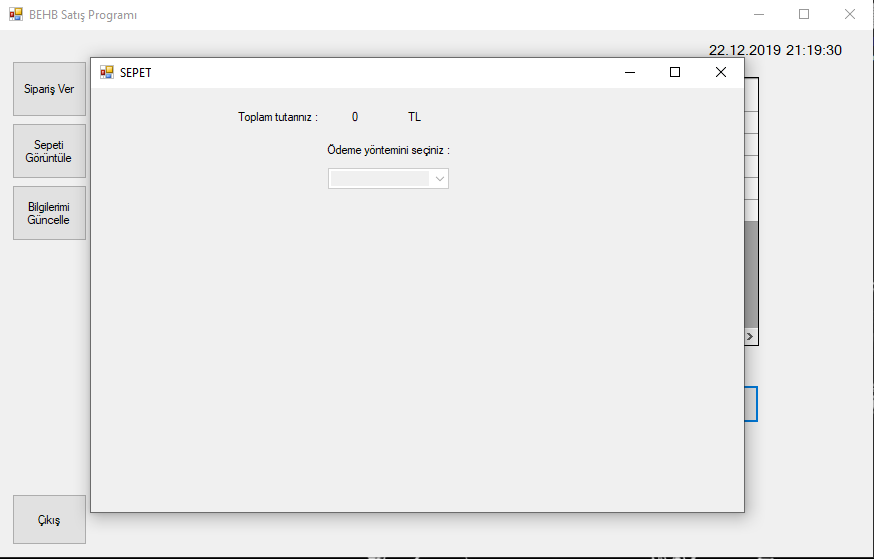 BEHB Satış Programı
22.12.2019 21:19:30
Sipariş Ver
Sepeti
Görüntüle
Bilgilerimi
Güncelle
Çıkış
SEPET
Toplam tutarınız : 0 TL
Ödeme yöntemini seçiniz :